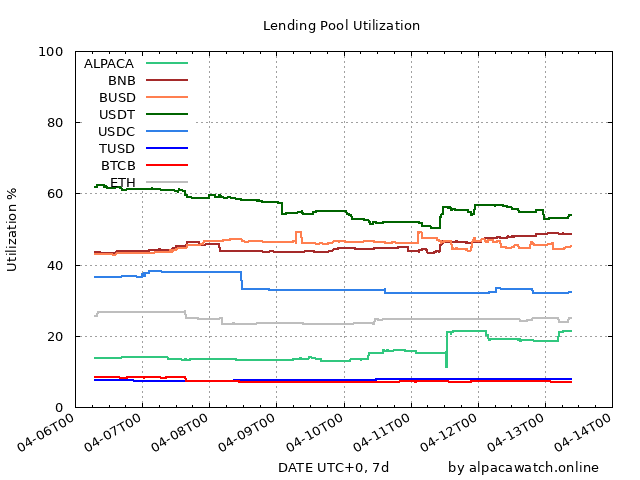 Lending Pool Utilization
100
80
60
40
20
0
Utilization %
ALPACA
BNB
BUSD
USDT
USDC
TUSD
BTCB
ETH
04-06T00
04-07T00
04-08T00
04-09T00
04-10T00
04-11T00
04-12T00
04-13T00
04-14T00
DATE UTC+0, 7d
by alpacawatch.online